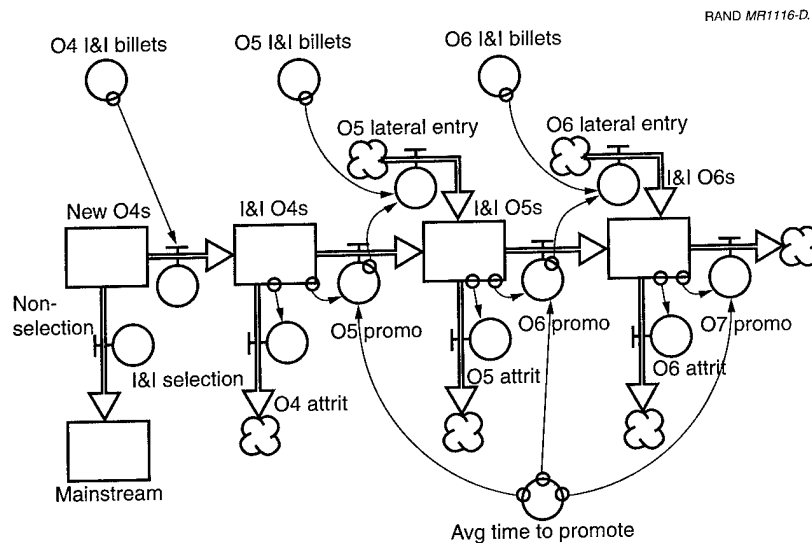 RAND MR1116-D.
O4 I&I billets
O5 I&I billets
O6 I&I billets
O5 lateral entry
O6 lateral entry
New O4s
I&I O4s
I&I O5s
I&I O6s
Non-
selection
I&I selection
O5 promo
O6 promo
O7 promo
O4 attrit
O5 attrit
O6 attrit
Mainstream
Avg time to promote